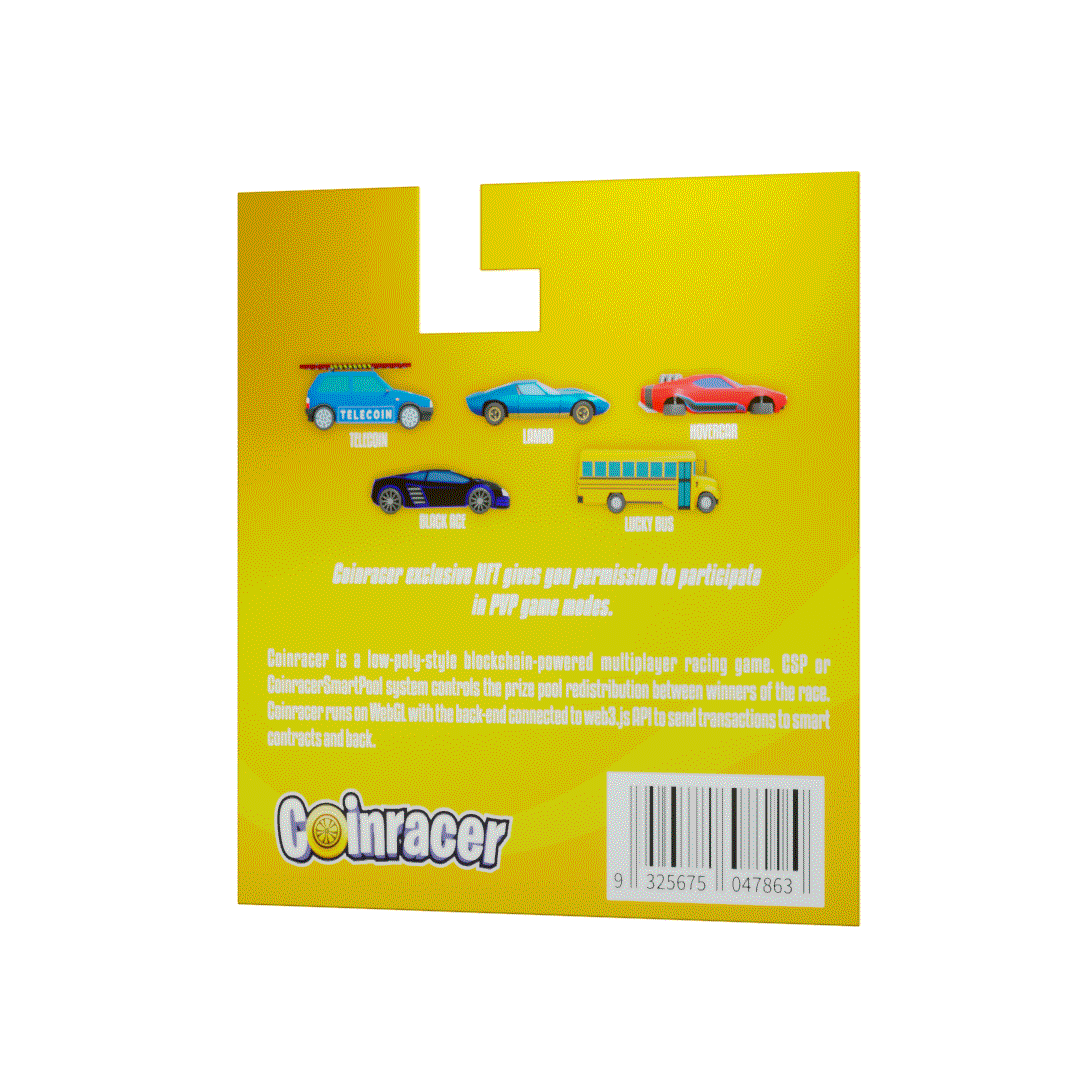 TELECOIN
TELECOIN
LAMBO
HOVERCAR
BLACK ACE
LUCKY BUS
Coinracer exclusive NFT gives you permission to participate
in PVP game modes.
Coinracer is a low-poly-style blockchain-powered multiplayer racing game. CSP or
CoinracerSmartPool system controls the prize pool redistribution between winners of the race.
Coinracer runs on WebGL with the back-end connected to web3.js API to send transactions to smart
contracts and back.
Coinracer
9 325675 047863